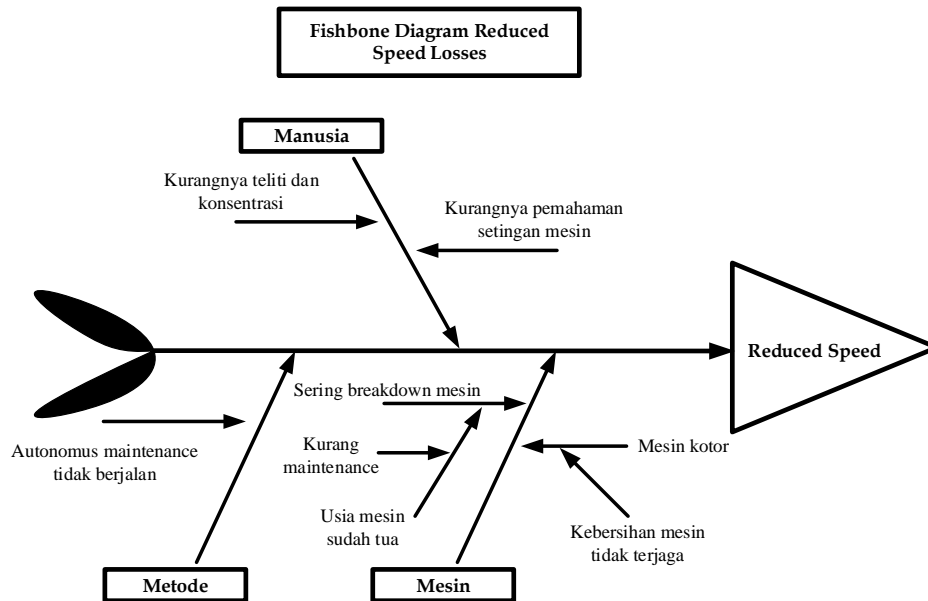 Fishbone Diagram Reduced
Speed Losses
Manusia
Kurangnya teliti dan
konsentrasi
Kurangnya pemahaman
setingan mesin
Reduced Speed
Sering breakdown mesin
Autonomus maintenance
tidak berjalan
Kurang
maintenance
Mesin kotor
Usia mesin
sudah tua
Kebersihan mesin
tidak terjaga
Metode
Mesin